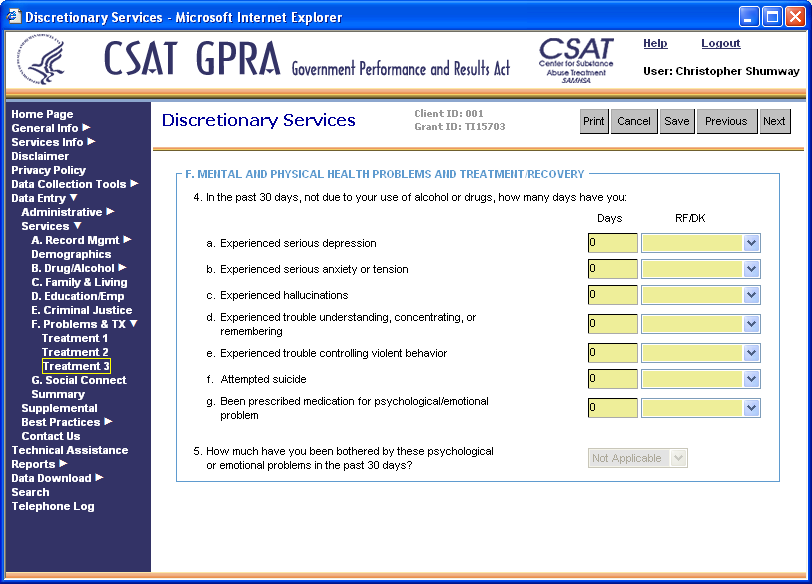 Discretionary Services - Microsoft Internet Explorer
CSAT GPRA Government Performance and Results Act
CSAT
Center for Substance
Abuse Treatment
SAMHSA
Help Logout
User: Christopher Shumway
Home Page
General Info
Services Info
Disclaimer
Privacy Policy
Data Collection Tools
Data Entry
Administrative
Services
A. Record Mgmt
Demographics
B. Drug/Alcohol
C. Family & Living
D. Education/Emp
E. Criminal Justice
F. Problems & TX
Treatment 1
Treatment 2
Treatment 3
G. Social Connect
Summary
Supplemental
Best Practices
Contact Us
Technical Assistance
Reports
Data Download
Search
Telephone Log
Discretionary Services
Client ID: 001
Grant ID: TI15703
Print Cancel Save Previous Next
F. MENTAL AND PHYSICAL HEALTH PROBLEMS AND TREATMENT/RECOVERY
4. In the past 30 days, not due to your use of alcohol or drugs, how many days have you:
Days RF/DK
a. Experienced serious depression 0
b. Experienced serious anxiety or tension 0
c. Experienced hallucinations 0
d. Experienced trouble understanding, concentrating, or
remembering 0
e. Experienced trouble controlling violent behavior 0
f. Attempted suicide 0
g. Been prescribed medication for psychological/emotional
problem 0
5. How much have you been bothered by these psychological
or emotional problems in the past 30 days? Not Applicable